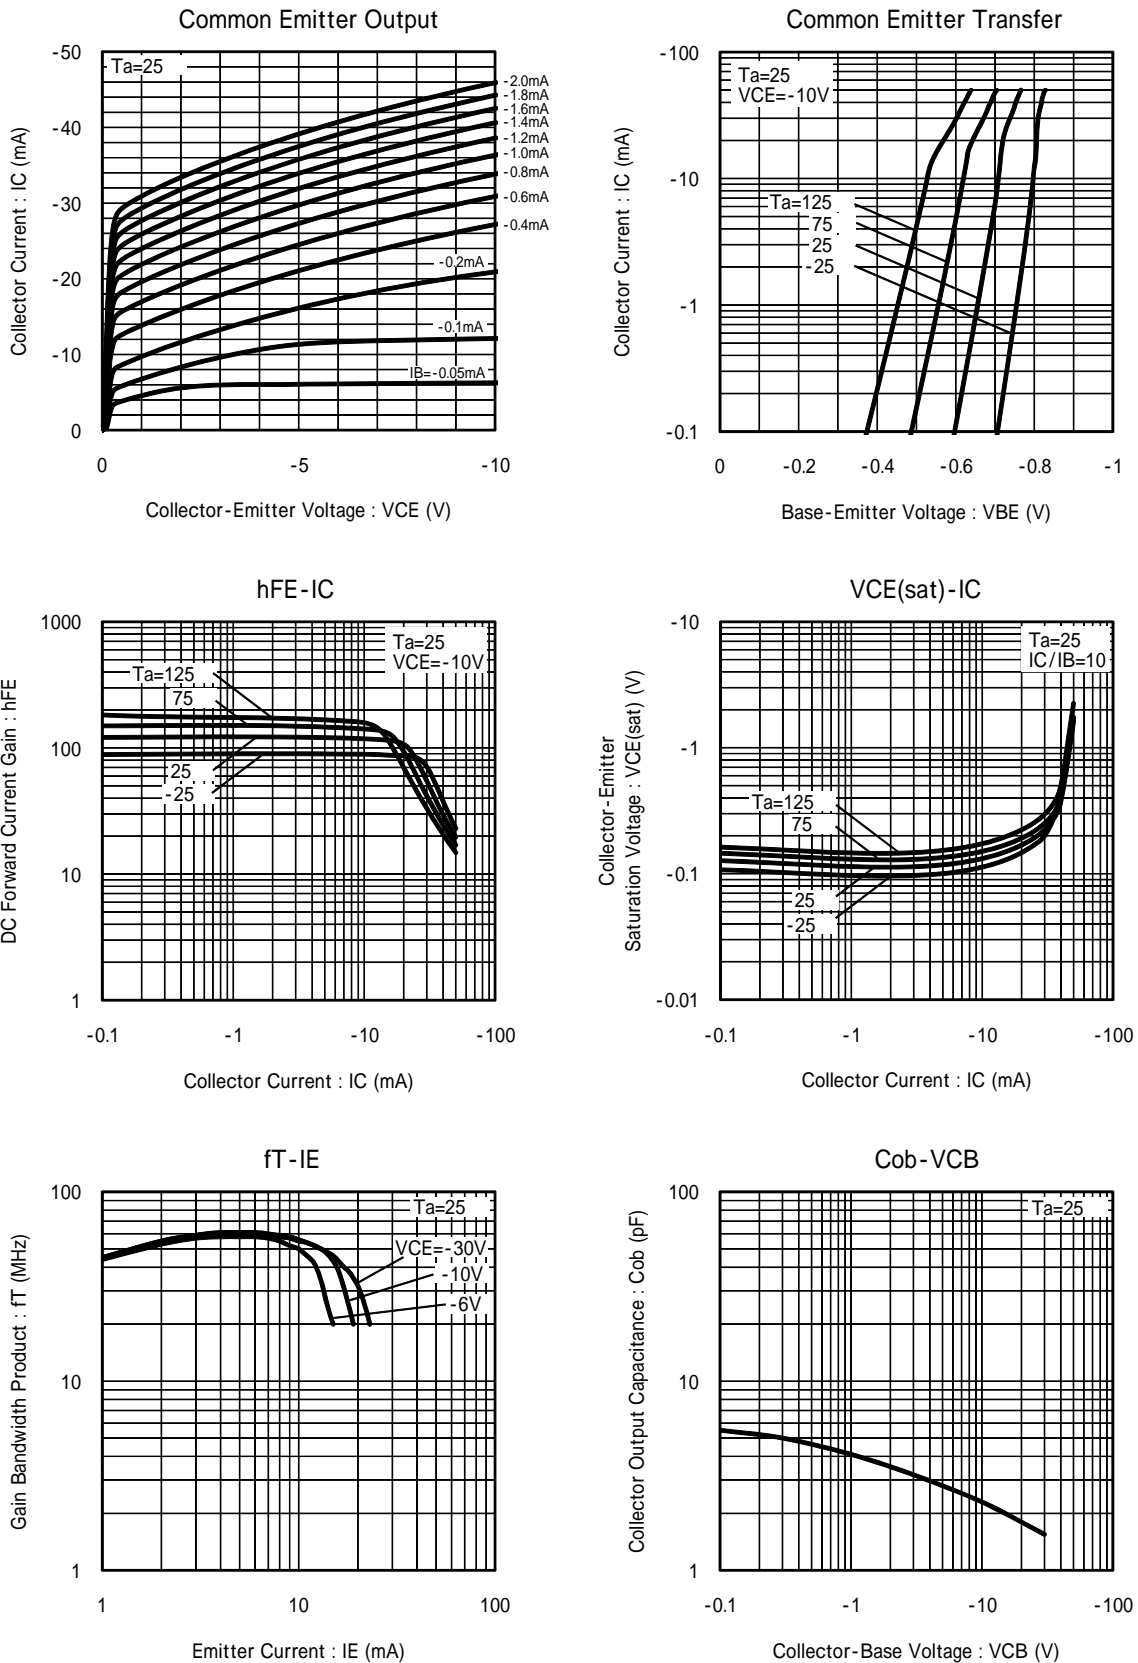 Common Emitter Output
Ta=25
-50
-40
-30
-20
-10
0
0
-5
-10
-2.0mA
-1.8mA
-1.6mA
-1.4mA
-1.2mA
-1.0mA
-0.8mA
-0.6mA
-0.4mA
-0.2mA
-0.1mA
IB=-0.05mA
Collector Current : IC (mA)
Collector-Emitter Voltage : VCE (V)
Common Emitter Transfer
Ta=25
VCE=-10V
-100
-10
-1
-0.1
Ta=125
75
25
-25
0
-0.2
-0.4
-0.6
-0.8
-1
Collector Current : IC (mA)
Base-Emitter Voltage : VBE (V)
hFE-IC
Ta=25
VCE=-10V
1000
100
10
1
Ta=125
75
25
-25
-0.1
-1
-10
-100
DC Forward Current Gain : hFE
Collector Current : IC (mA)
VCE(sat)-IC
Ta=25
IC/IB=10
-10
-1
-0.1
-0.01
Ta=125
75
25
-25
-0.1
-1
-10
-100
Collector-Emitter
Saturation Voltage : VCE(sat) (V)
Collector Current : IC (mA)
fT-IE
Ta=25
100
10
1
VCE=-30V
-10V
-6V
1
10
100
Gain Bandwidth Product : fT (MHz)
Emitter Current : IE (mA)
Cob-VCB
Ta=25
100
10
1
-0.1
-1
-10
-100
Collector Output Capacitance : Cob (pF)
Collector-Base Voltage : VCB (V)